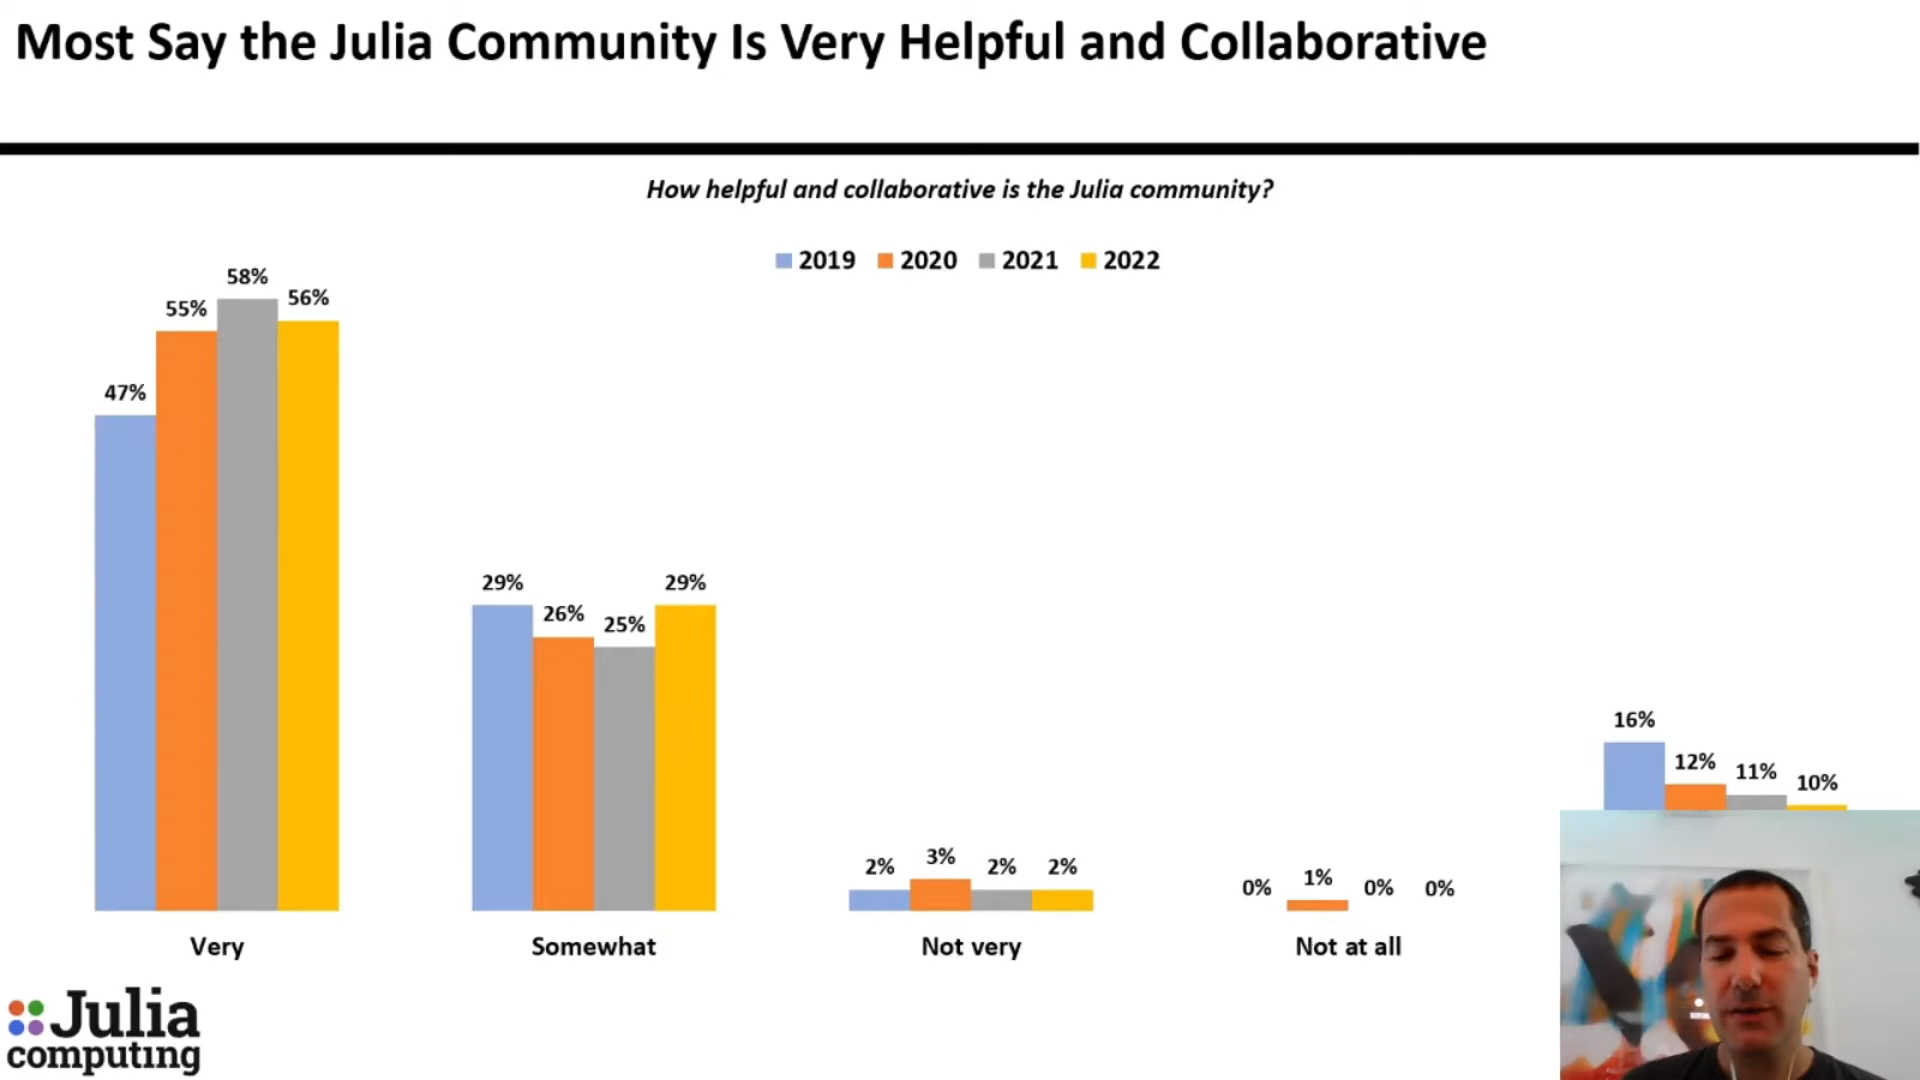 Most Say the Julia Community Is Very Helpful and Collaborative
How helpful and collaborative is the Julia community?
2019 2020 2021 2022
58%
55% 56%
47%
29% 26% 25% 29%
16% 12% 11% 10%
2% 3% 2% 2%
0% 1% 0% 0%
Very Somewhat Not very Not at all
Julia
computing